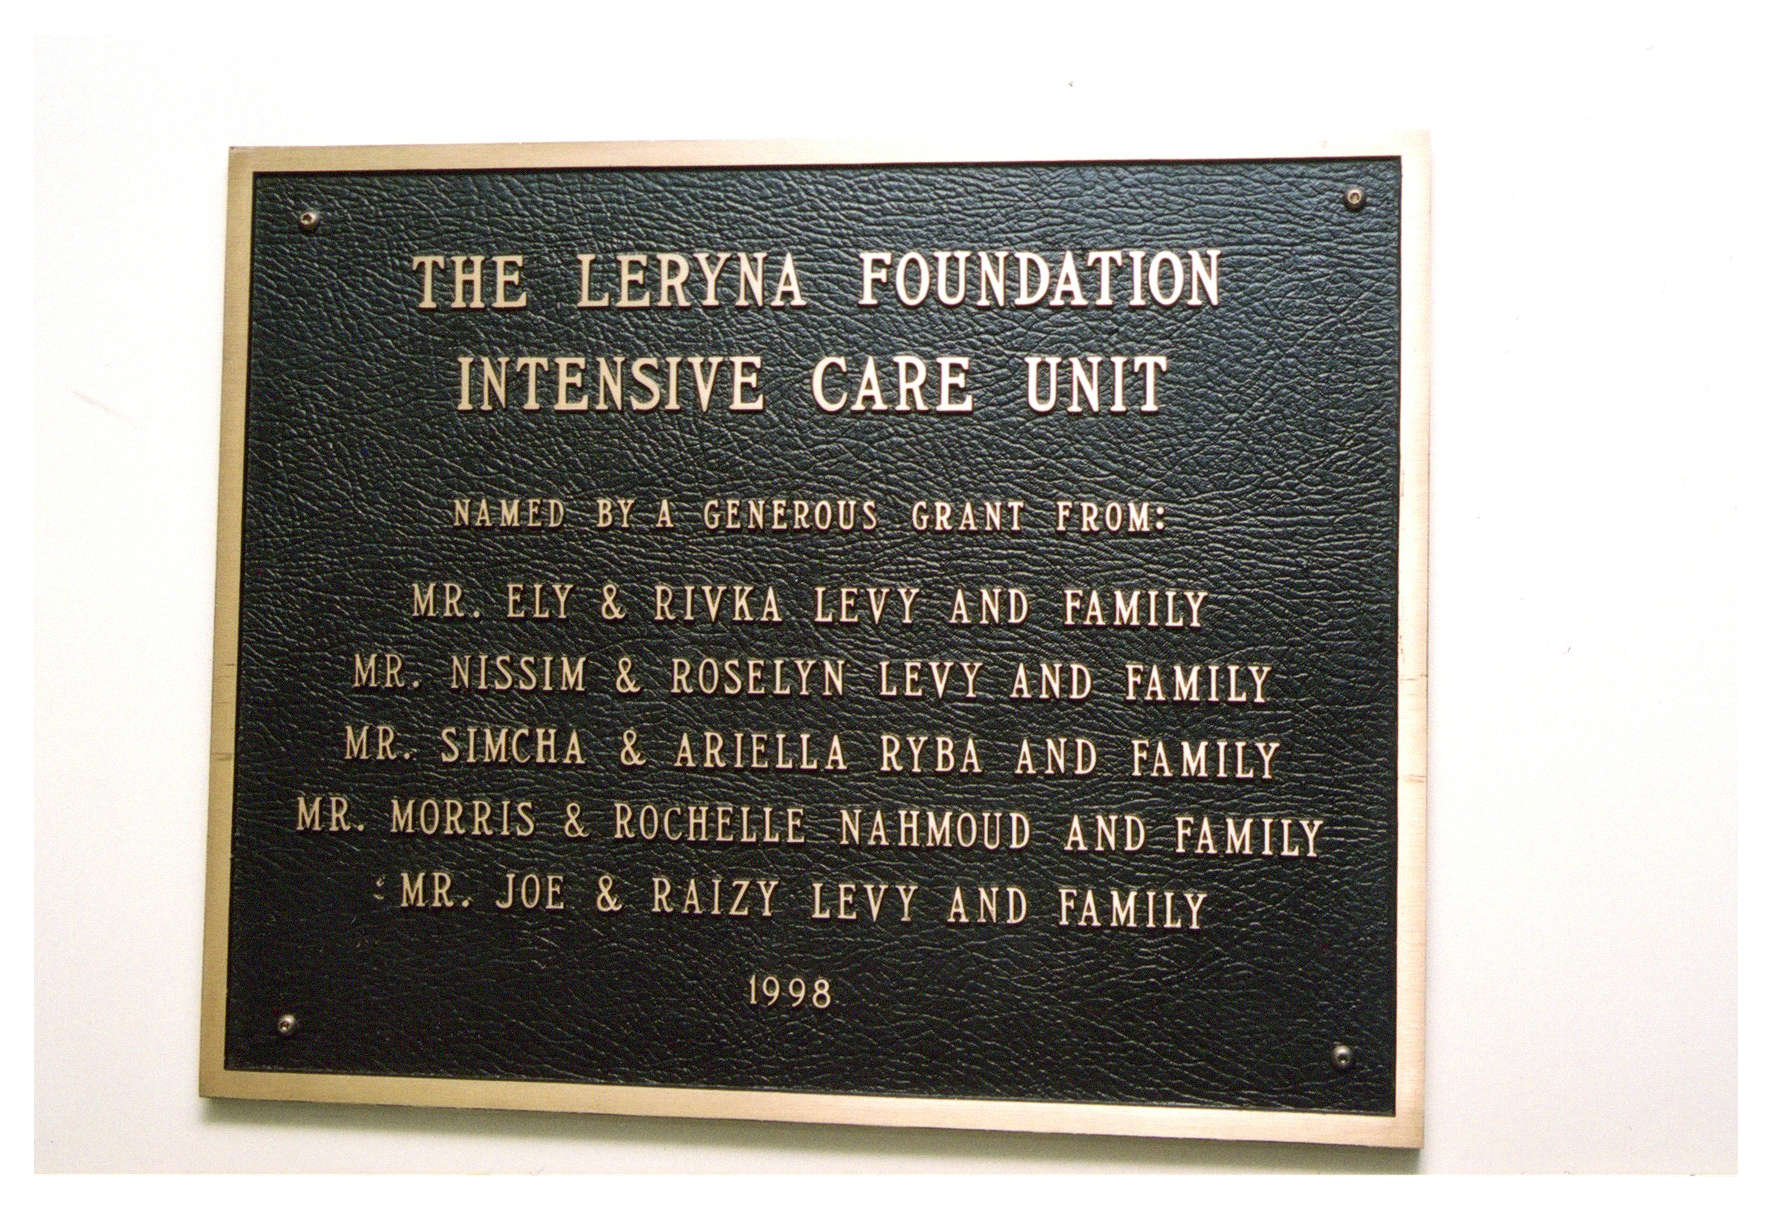 THE LERYNA FOUNDATION
INTENSIVE CARE UNIT
NAMED BY A GENEROUS GRANT FROM:
MR. ELY & RIVKA LEVY AND FAMILY
MR. NISSIM & ROSELYN LEVY AND FAMILY
MR. SIMCHA & ARIELLA RYBA AND FAMILY
MR. MORRIS & ROCHELLE NAHMOUD AND FAMILY
MR. JOE & RAIZY LEVY AND FAMILY
1998